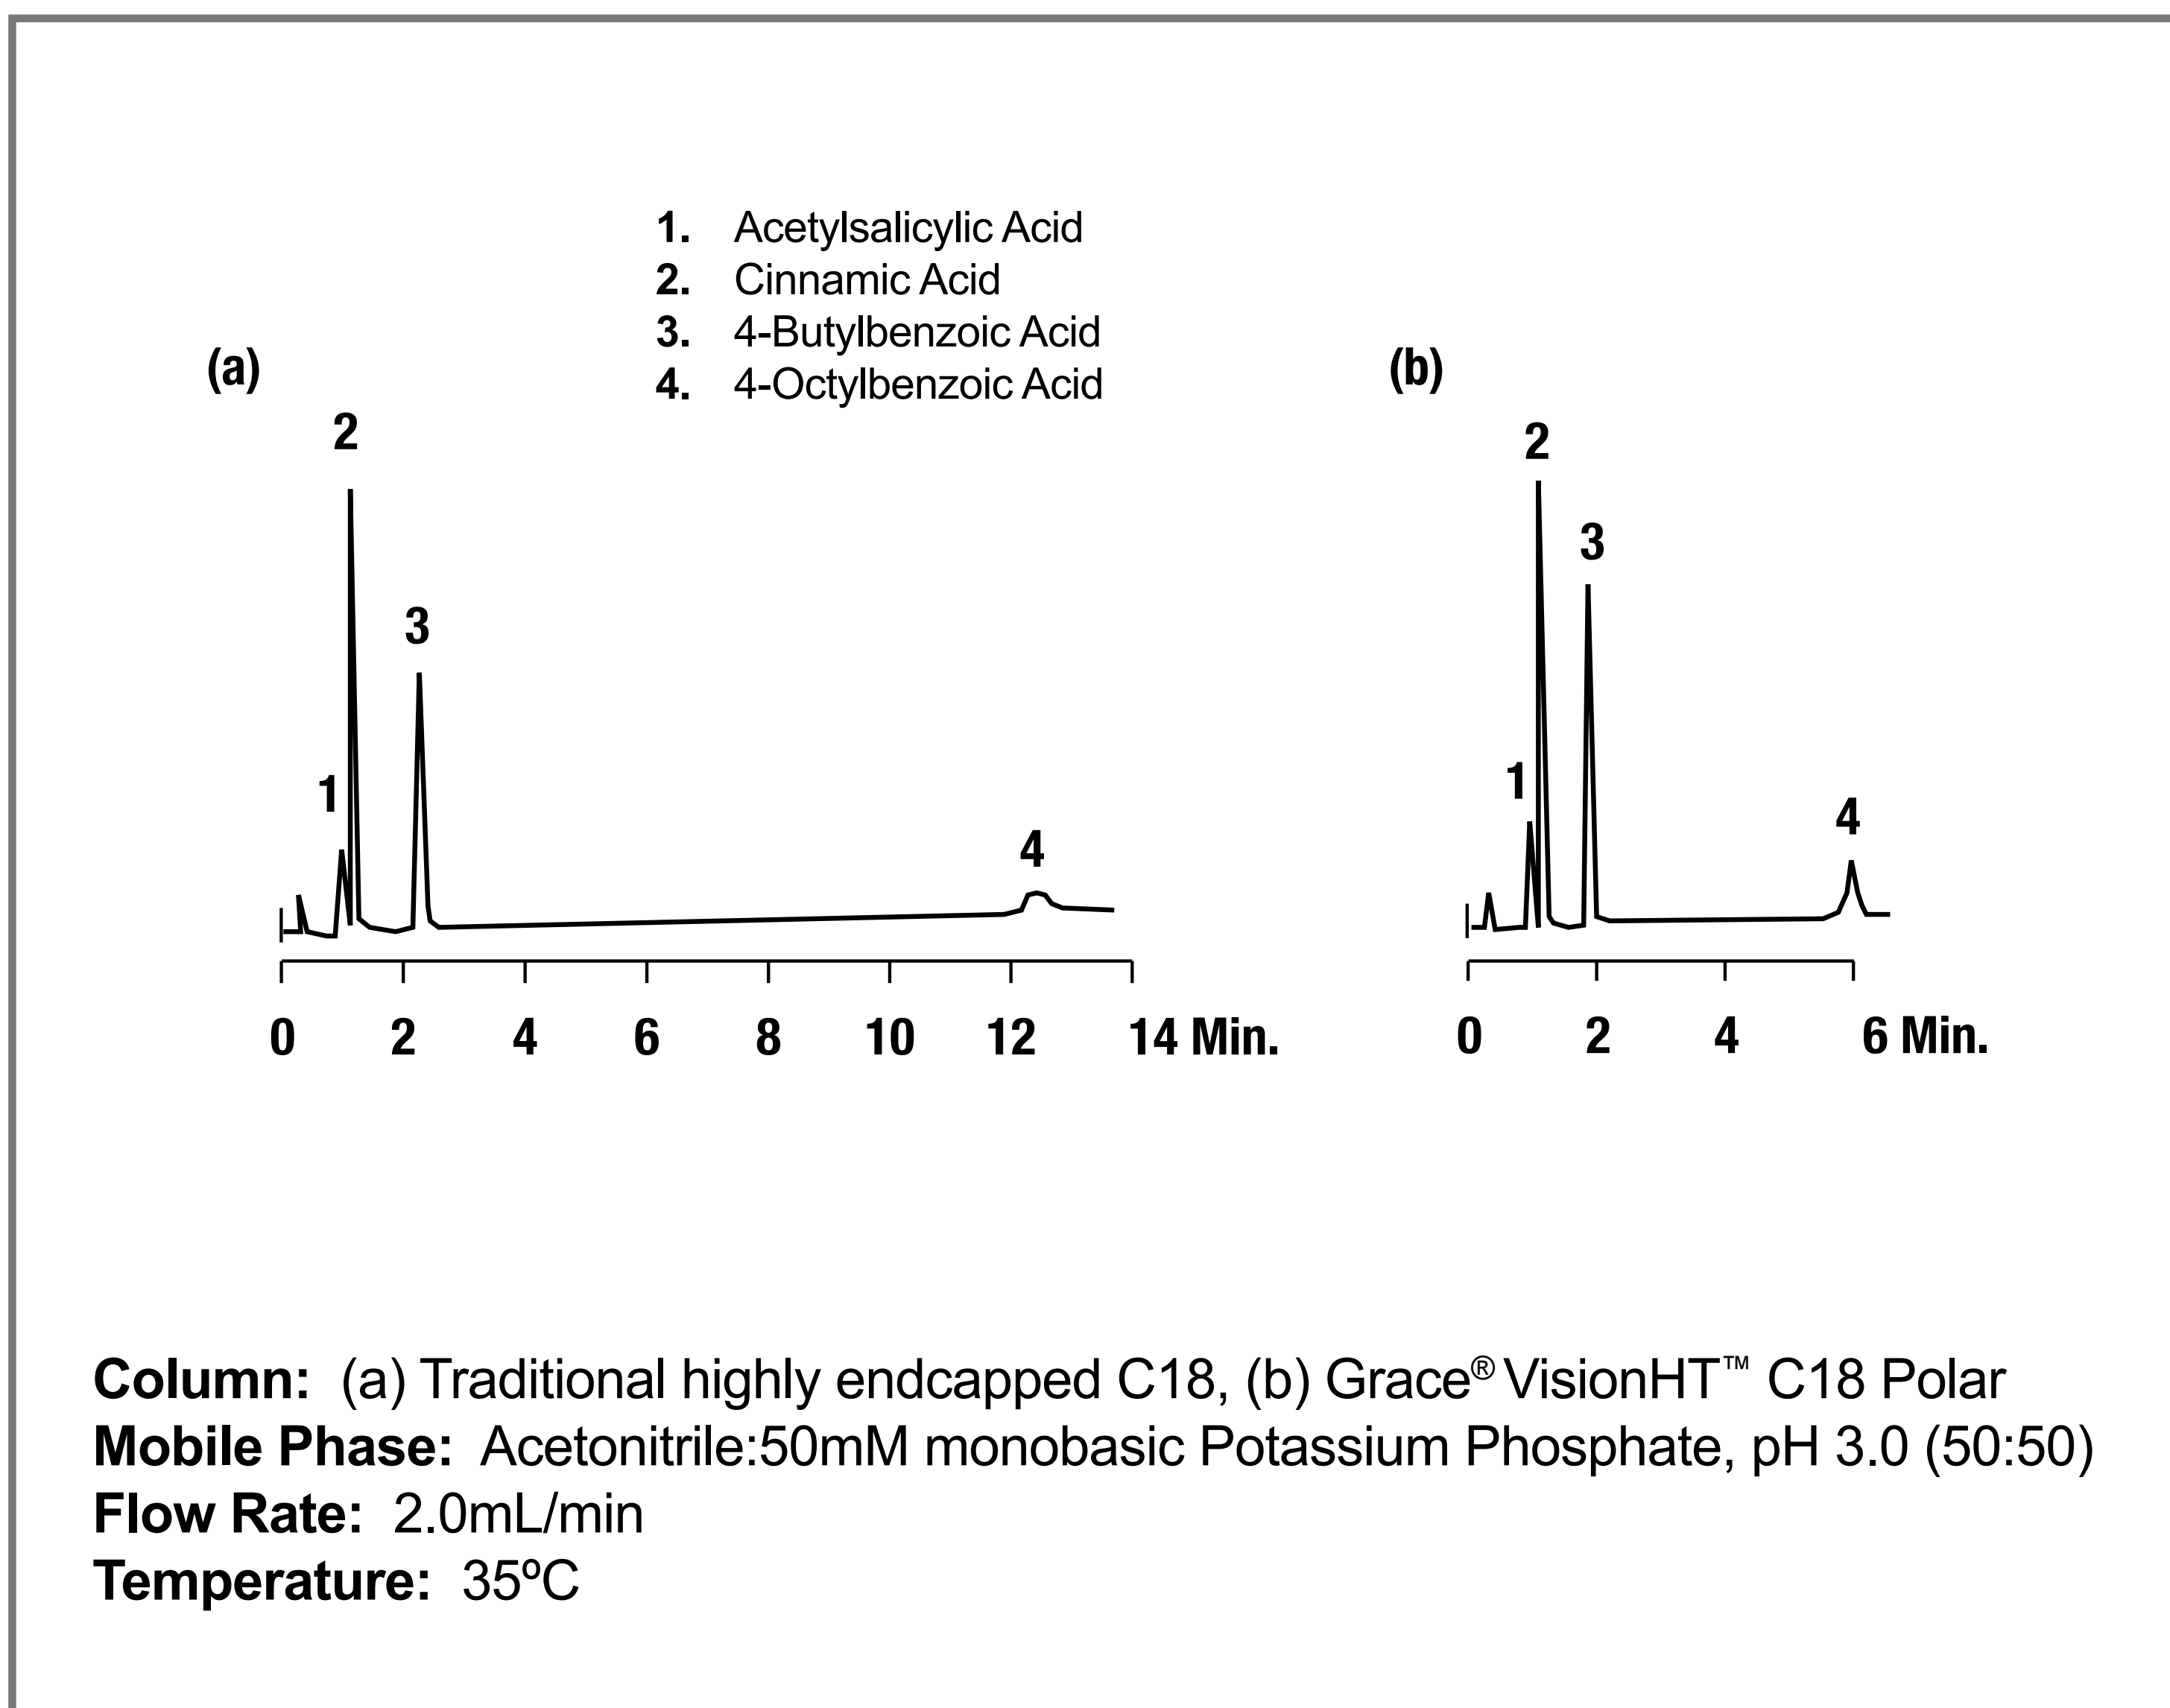 1. Acetylsalicylic Acid
2. Cinnamic Acid
3. 4-Butylbenzoic Acid
4. 4-Octylbenzoic Acid
(a)
2
3
1
4
0 2 4 6 8 10 12 14 Min.
(b)
2
3
1
4
0 2 4 6 Min.
Column: (a) Traditional highly endcapped C18, (b) Grace® VisionHT™ C18 Polar
Mobile Phase: Acetonitrile:50mM monobasic Potassium Phosphate, pH 3.0 (50:50)
Flow Rate: 2.0mL/min
Temperature: 35ºC